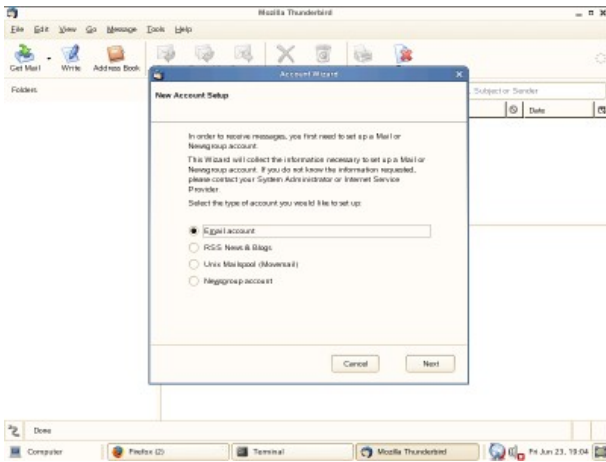 Mozilla Thunderbird
File Edit View Go Message Tools Help
Get Mail Write Address Book
Folders
Subject or Sender
Date
Account Wizard
New Account Setup
In order to receive messages, you first need to set up a Mail or
Newsgroup account.
This Wizard will collect the information necessary to set up a Mail or
Newsgroup account. If you do not know the information requested,
please contact your System Administrator or Internet Service
Provider.
Select the type of account you would like to set up:
Email account
RSS News & Blogs
Unix Mailspool (Movemail)
Newsgroup account
Cancel Next
Done
Computer Firefox (2) Terminal Mozilla Thunderbird Fri Jun 23, 19:04